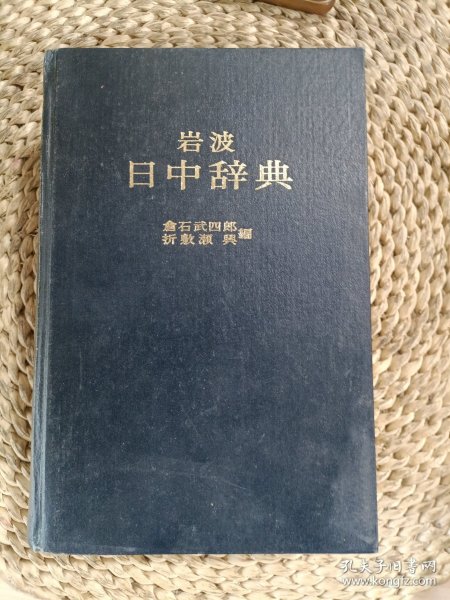 岩波
日中辞典
倉石武四郎
折敷瀬興
編
孔夫子旧书网
www.kongfz.com